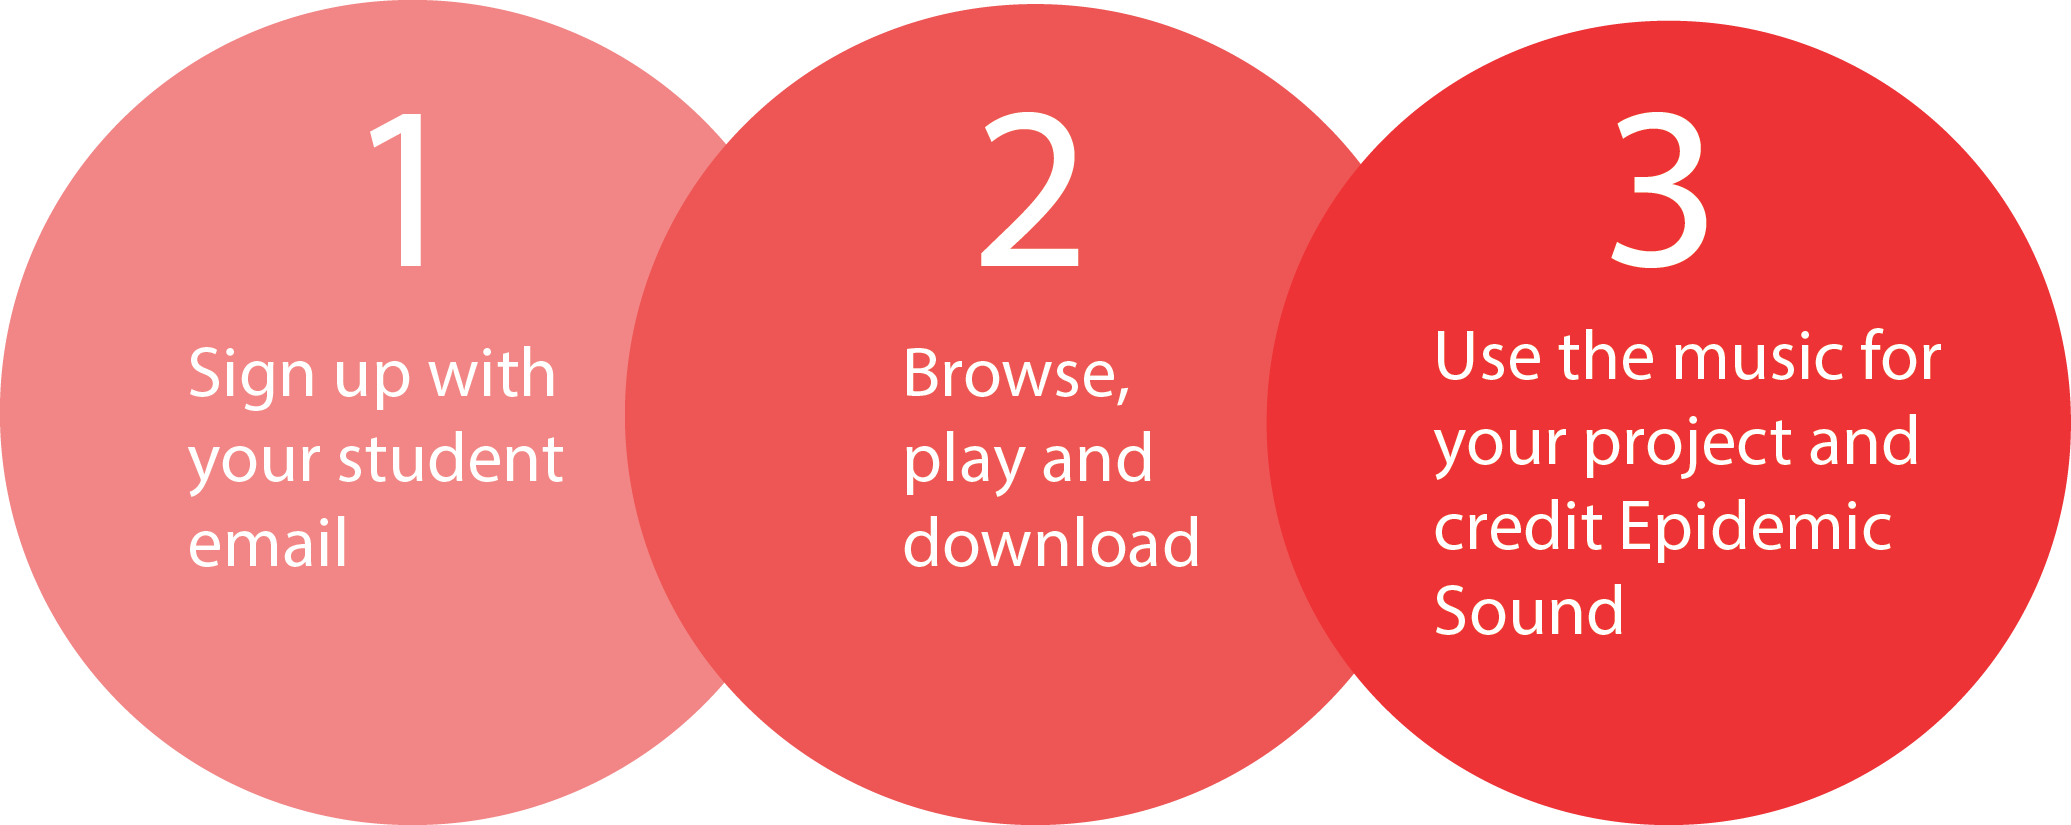 1
Sign up with
your student
email
2
Browse,
play and
download
3
Use the music for
your project and
credit Epidemic
Sound